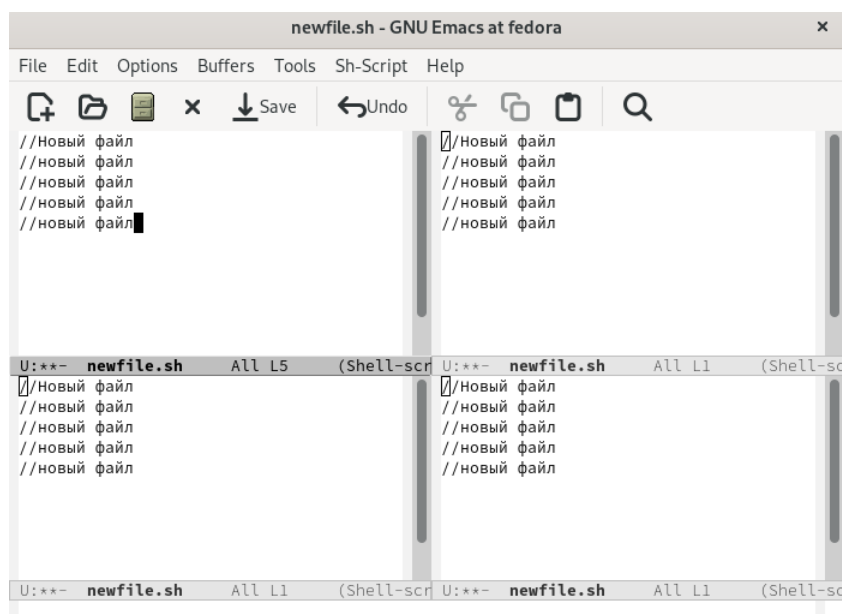 newfile.sh - GNU Emacs at fedora ×
File Edit Options Buffers Tools Sh-Script Help
Save Undo
//Новый файл
//новый файл
//новый файл
//новый файл
//новый файл
U:**- newfile.sh All L5 (Shell-scr
//Новый файл
//новый файл
//новый файл
//новый файл
//новый файл
U:**- newfile.sh All L1 (Shell-sc
//Новый файл
//новый файл
//новый файл
//новый файл
//новый файл
U:**- newfile.sh All L1 (Shell-scr
//Новый файл
//новый файл
//новый файл
//новый файл
//новый файл
U:**- newfile.sh All L1 (Shell-sc